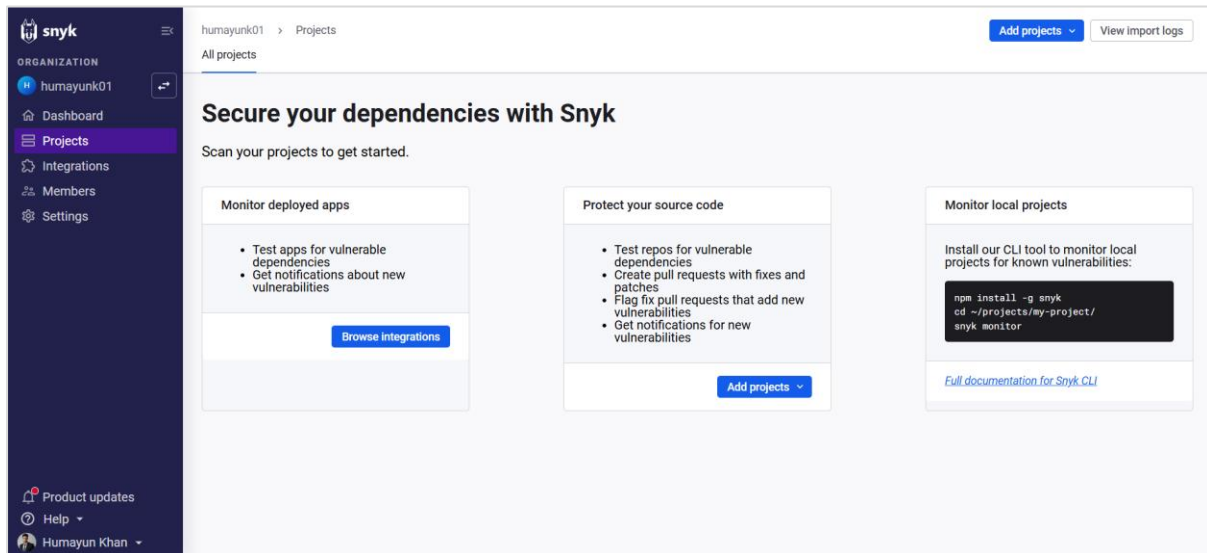 snyk
ORGANIZATION
H humayunk01
Dashboard
Projects
Integrations
Members
Settings
Product updates
Help
Humayun Khan
humayunk01 > Projects
Add projects
View import logs
All projects
Secure your dependencies with Snyk
Scan your projects to get started.
Monitor deployed apps
• Test apps for vulnerable
dependencies
• Get notifications about new
vulnerabilities
Browse integrations
Protect your source code
• Test repos for vulnerable
dependencies
• Create pull requests with fixes and
patches
• Flag fix pull requests that add new
vulnerabilities
• Get notifications for new
vulnerabilities
Add projects
Monitor local projects
Install our CLI tool to monitor local
projects for known vulnerabilities:
npm install -g snyk
cd ~/projects/my-project/
snyk monitor
Full documentation for Snyk CLI